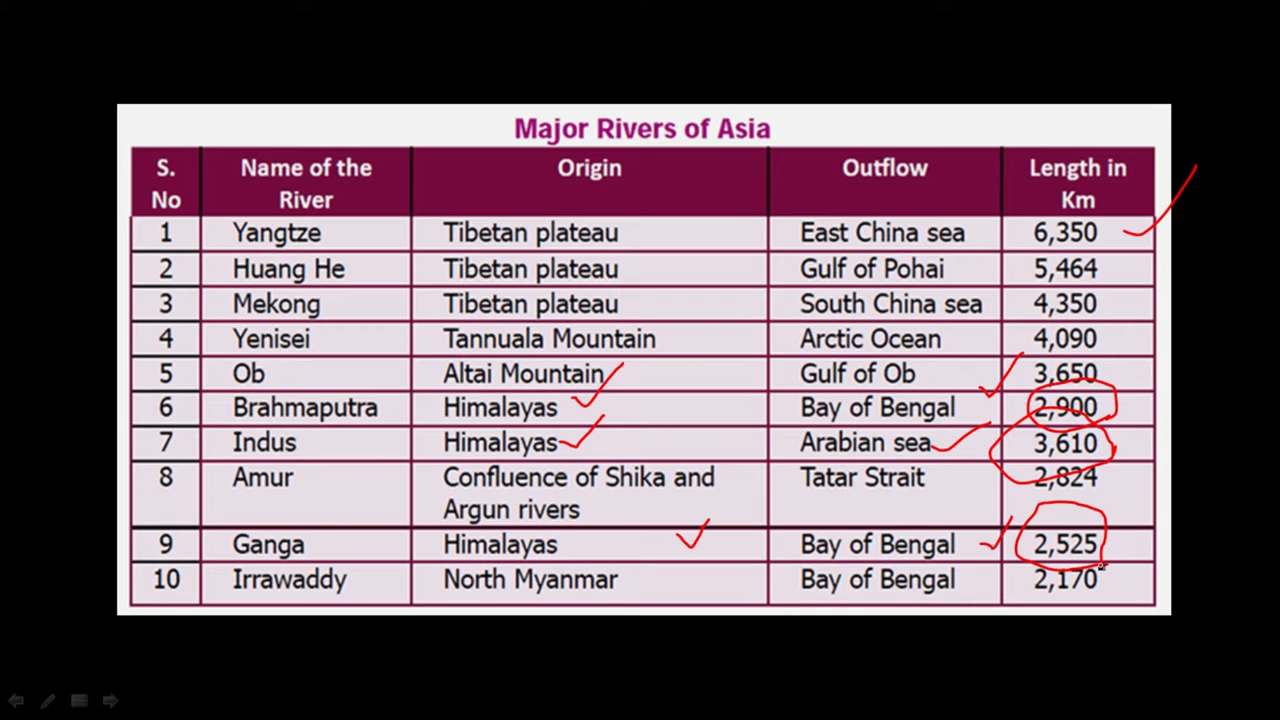 Major Rivers of Asia
S. No Name of the River Origin Outflow Length in Km
1 Yangtze Tibetan plateau East China sea 6,350
2 Huang He Tibetan plateau Gulf of Pohai 5,464
3 Mekong Tibetan plateau South China sea 4,350
4 Yenisei Tannuala Mountain Arctic Ocean 4,090
5 Ob Altai Mountain Gulf of Ob 3,650
6 Brahmaputra Himalayas Bay of Bengal 2,900
7 Indus Himalayas Arabian sea 3,610
8 Amur Confluence of Shika and Tatar Strait 2,824
Argun rivers
9 Ganga Himalayas Bay of Bengal 2,525
10 Irrawaddy North Myanmar Bay of Bengal 2,170